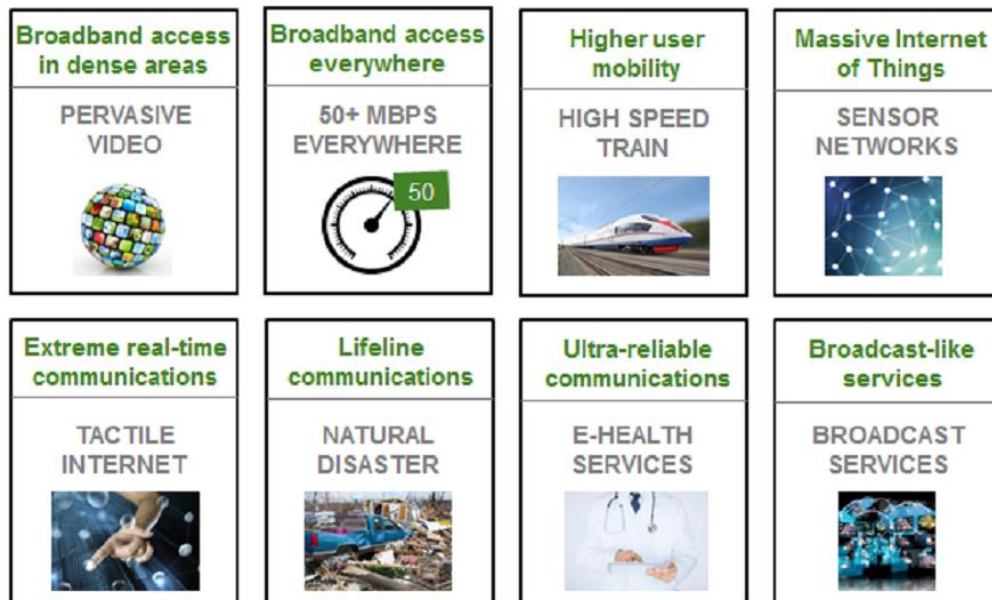 Broadband access
in dense areas
PERVASIVE
VIDEO
Broadband access
everywhere
50+ MBPS
EVERYWHERE
50
Higher user
mobility
HIGH SPEED
TRAIN
Massive Internet
of Things
SENSOR
NETWORKS
Extreme real-time
communications
TACTILE
INTERNET
Lifeline
communications
NATURAL
DISASTER
Ultra-reliable
communications
E-HEALTH
SERVICES
Broadcast-like
services
BROADCAST
SERVICES